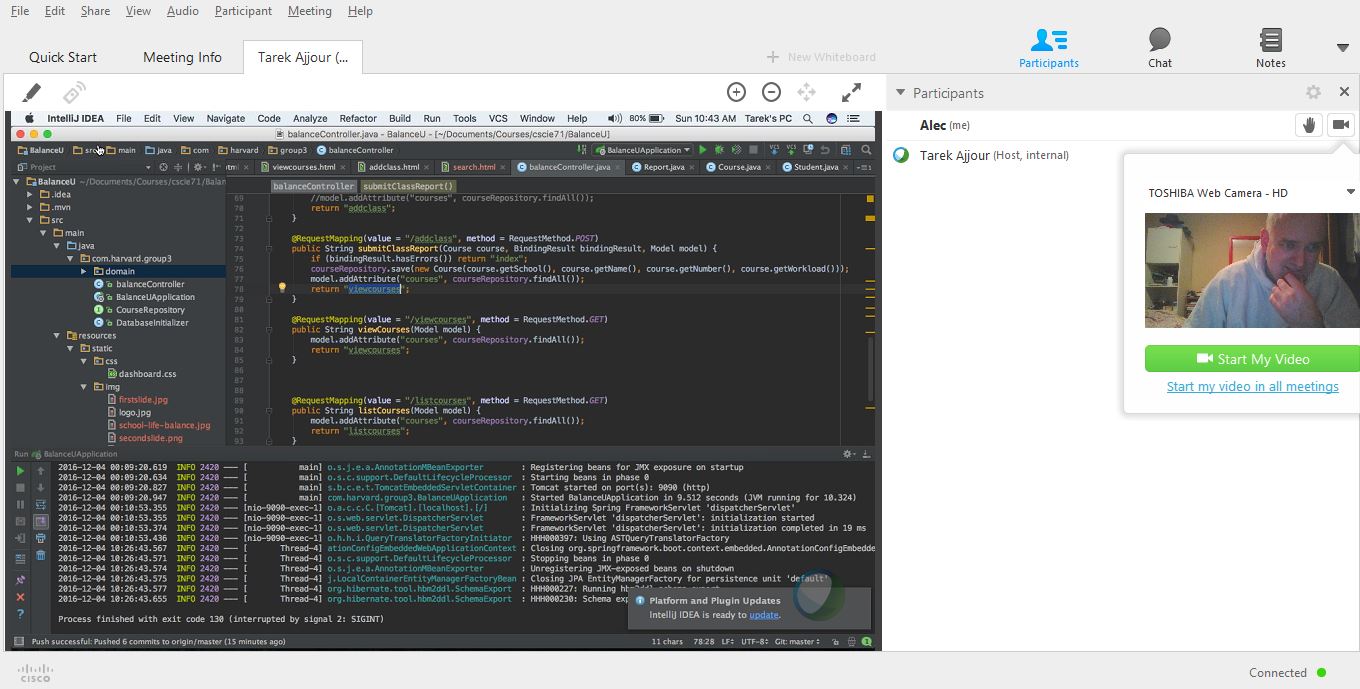 File Edit Share View Audio Participant Meeting Help
Quick Start Meeting Info Tarek Ajjour (... New Whiteboard Participants Chat Notes
IntelliJ IDEA File Edit View Navigate Code Analyze Refactor Build Run Tools VCS Window Help 80% Sun 10:43 AM Tarek's PC
balanceController.java - BalanceU - [~/Documents/Courses/cscie71/BalanceU]
BalanceU src main java com harvard group3 balanceController BalanceUApplication
Project viewcourses.html addclass.html search.html balanceController.java Report.java Course.java Student.java
BalanceU ~/Documents/Courses/cscie71/Balan
.idea
.mvn
src
main
java
com.harvard.group3
domain
balanceController
BalanceUApplication
CourseRepository
DatabaseInitializer
resources
static
css
dashboard.css
img
firstslide.jpg
logo.jpg
school-life-balance.jpg
secondslide.png
balanceController submitClassReport()
69 //model.addAttribute("courses", courseRepository.findAll());
70 return "addclass";
71 }
72
73 @RequestMapping(value = "/addclass", method = RequestMethod.POST)
74 public String submitClassReport(Course course, BindingResult bindingResult, Model model) {
75 if (bindingResult.hasErrors()) return "index";
76 courseRepository.save(new Course(course.getSchool(), course.getName(), course.getNumber(), course.getWorkload()));
77 model.addAttribute("courses", courseRepository.findAll());
78 return "viewcourses";
79 }
80
81 @RequestMapping(value = "/viewcourses", method = RequestMethod.GET)
82 public String viewCourses(Model model) {
83 model.addAttribute("courses", courseRepository.findAll());
84 return "viewcourses";
85 }
86
87
88
89 @RequestMapping(value = "/listcourses", method = RequestMethod.GET)
90 public String listCourses(Model model) {
91 model.addAttribute("courses", courseRepository.findAll());
92 return "listcourses";
93 }
Run BalanceUApplication
2016-12-04 00:09:20.619 INFO 2420 --- [ main] o.s.j.e.a.AnnotationMBeanExporter : Registering beans for JMX exposure on startup
2016-12-04 00:09:20.634 INFO 2420 --- [ main] o.s.c.support.DefaultLifecycleProcessor : Starting beans in phase 0
2016-12-04 00:09:20.827 INFO 2420 --- [ main] s.b.c.e.t.TomcatEmbeddedServletContainer : Tomcat started on port(s): 9090 (http)
2016-12-04 00:09:20.947 INFO 2420 --- [ main] com.harvard.group3.BalanceUApplication : Started BalanceUApplication in 9.512 seconds (JVM running for 10.324)
2016-12-04 00:10:53.355 INFO 2420 --- [nio-9090-exec-1] o.a.c.c.C.[Tomcat].[localhost].[/] : Initializing Spring FrameworkServlet 'dispatcherServlet'
2016-12-04 00:10:53.355 INFO 2420 --- [nio-9090-exec-1] o.s.web.servlet.DispatcherServlet : FrameworkServlet 'dispatcherServlet': initialization started
2016-12-04 00:10:53.374 INFO 2420 --- [nio-9090-exec-1] o.s.web.servlet.DispatcherServlet : FrameworkServlet 'dispatcherServlet': initialization completed in 19 ms
2016-12-04 00:10:53.538 INFO 2420 --- [nio-9090-exec-1] o.h.h.i.QueryTranslatorFactoryInitiator : HHH000397: Using ASTQueryTranslatorFactory
2016-12-04 10:26:43.567 INFO 2420 --- [ Thread-4] ationConfigEmbeddedWebApplicationContext : Closing org.springframework.boot.context.embedded.AnnotationConfigEmbedde
2016-12-04 10:26:43.571 INFO 2420 --- [ Thread-4] o.s.c.support.DefaultLifecycleProcessor : Stopping beans in phase 0
2016-12-04 10:26:43.575 INFO 2420 --- [ Thread-4] o.s.j.e.a.AnnotationMBeanExporter : Unregistering JMX-exposed beans on shutdown
2016-12-04 10:26:43.575 INFO 2420 --- [ Thread-4] j.LocalContainerEntityManagerFactoryBean : Closing JPA EntityManagerFactory for persistence unit 'default'
2016-12-04 10:26:43.577 INFO 2420 --- [ Thread-4] org.hibernate.tool.hbm2ddl.SchemaExport : HHH000227: Running
2016-12-04 10:26:43.655 INFO 2420 --- [ Thread-4] org.hibernate.tool.hbm2ddl.SchemaExport : HHH000230: Schema exp
Process finished with exit code 130 (interrupted by signal 2: SIGINT)
Platform and Plugin Updates
IntelliJ IDEA is ready to update.
Push successful: Pushed 6 commits to origin/master (15 minutes ago) 11 chars 78:28 LF UTF-8 Git: master 1
Participants
Alec (me)
Tarek Ajjour (Host, internal)
TOSHIBA Web Camera - HD
Start My Video
Start my video in all meetings
CISCO
Connected